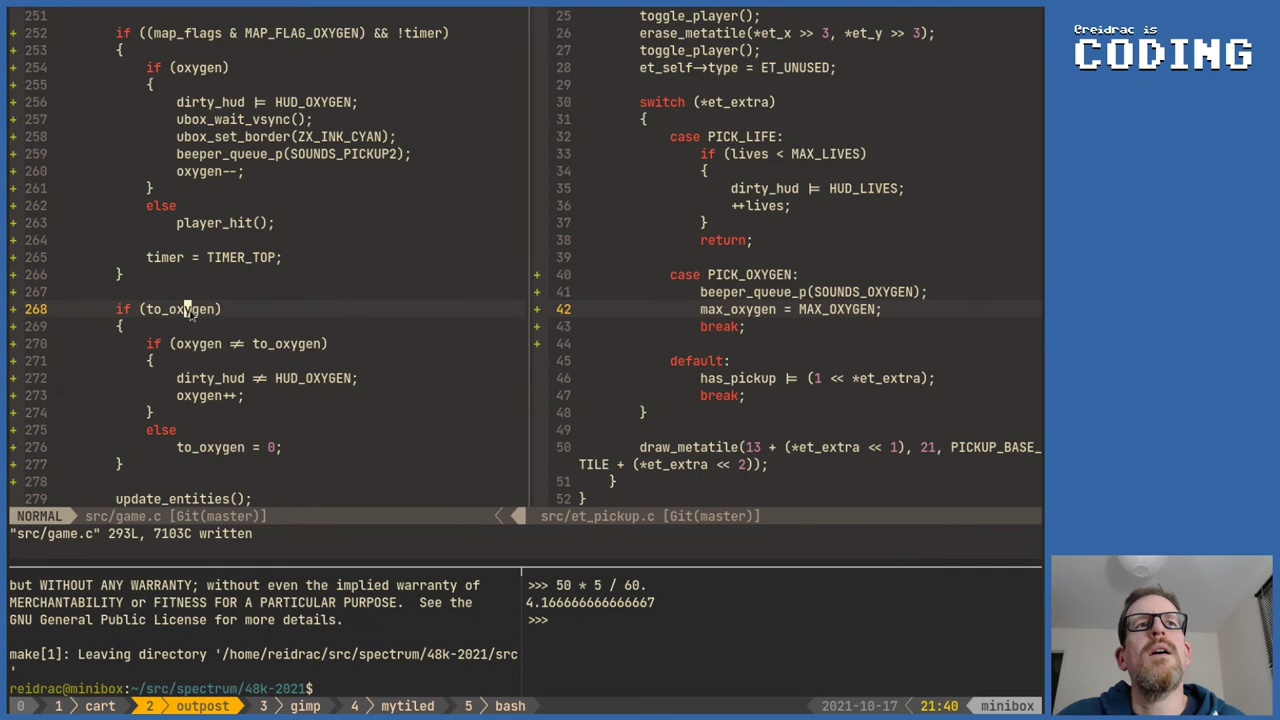 251
+ 252 if ((map_flags & MAP_FLAG_OXYGEN) && !timer)
+ 253 {
+ 254 if (oxygen)
+ 255 {
+ 256 dirty_hud |= HUD_OXYGEN;
+ 257 ubox_wait_vsync();
+ 258 ubox_set_border(ZX_INK_CYAN);
+ 259 beeper_queue_p(SOUNDS_PICKUP2);
+ 260 oxygen--;
+ 261 }
+ 262 else
+ 263 player_hit();
+ 264
+ 265 timer = TIMER_TOP;
+ 266 }
+ 267
+ 268 if (to_oxygen)
+ 269 {
+ 270 if (oxygen != to_oxygen)
+ 271 {
+ 272 dirty_hud != HUD_OXYGEN;
+ 273 oxygen++;
+ 274 }
+ 275 else
+ 276 to_oxygen = 0;
+ 277 }
+ 278
279 update_entities();
NORMAL src/game.c [Git(master)]
"src/game.c" 293L, 7103C written
25 toggle_player();
26 erase_metatile(*et_x >> 3, *et_y >> 3);
27 toggle_player();
28 et_self->type = ET_UNUSED;
29
30 switch (*et_extra)
31 {
32 case PICK_LIFE:
33 if (lives < MAX_LIVES)
34 {
35 dirty_hud |= HUD_LIVES;
36 ++lives;
37 }
38 return;
39
+ 40 case PICK_OXYGEN:
+ 41 beeper_queue_p(SOUNDS_OXYGEN);
+ 42 max_oxygen = MAX_OXYGEN;
+ 43 break;
+ 44
45 default:
46 has_pickup |= (1 << *et_extra);
47 break;
48 }
49
50 draw_metatile(13 + (*et_extra << 1), 21, PICKUP_BASE_
TILE + (*et_extra << 2));
51 }
52 }
src/et_pickup.c [Git(master)]
but WITHOUT ANY WARRANTY; without even the implied warranty of
MERCHANTABILITY or FITNESS FOR A PARTICULAR PURPOSE. See the
GNU General Public License for more details.
make[1]: Leaving directory '/home/reidrac/src/spectrum/48k-2021/src
'
reidrac@minibox:~/src/spectrum/48k-2021$
>>> 50 * 5 / 60.
4.166666666666667
>>>
0 1 cart 2 outpost 3 gimp 4 mytiled 5 bash 2021-10-17 21:40 minibox
@reidrac is
CODING